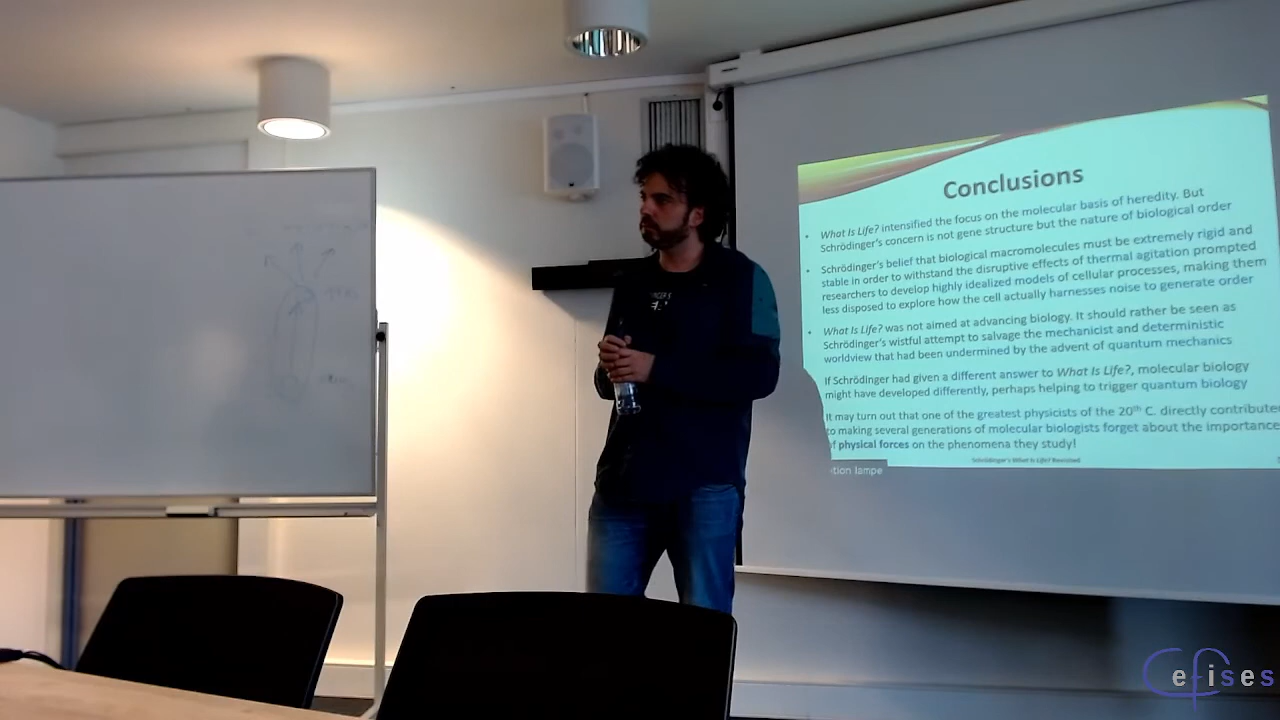 Conclusions
What Is Life? intensified the focus on the molecular basis of heredity. But
Schrödinger's concern is not gene structure but the nature of biological order
Schrödinger's belief that biological macromolecules must be extremely rigid and
stable in order to withstand the disruptive effects of thermal agitation prompted
researchers to develop highly idealized models of cellular processes, making them
less disposed to explore how the cell actually harnesses noise to generate order
What Is Life? was not aimed at advancing biology. It should rather be seen as
Schrödinger's wistful attempt to salvage the mechanicist and deterministic
worldview that had been undermined by the advent of quantum mechanics
If Schrödinger had given a different answer to What Is Life?, molecular biology
might have developed differently, perhaps helping to trigger quantum biology
It may turn out that one of the greatest physicists of the 20th C. directly contribute
to making several generations of molecular biologists forget about the importance
of physical forces on the phenomena they study!
Schrödinger's What Is Life? Revisited
tion lampe
Cefises